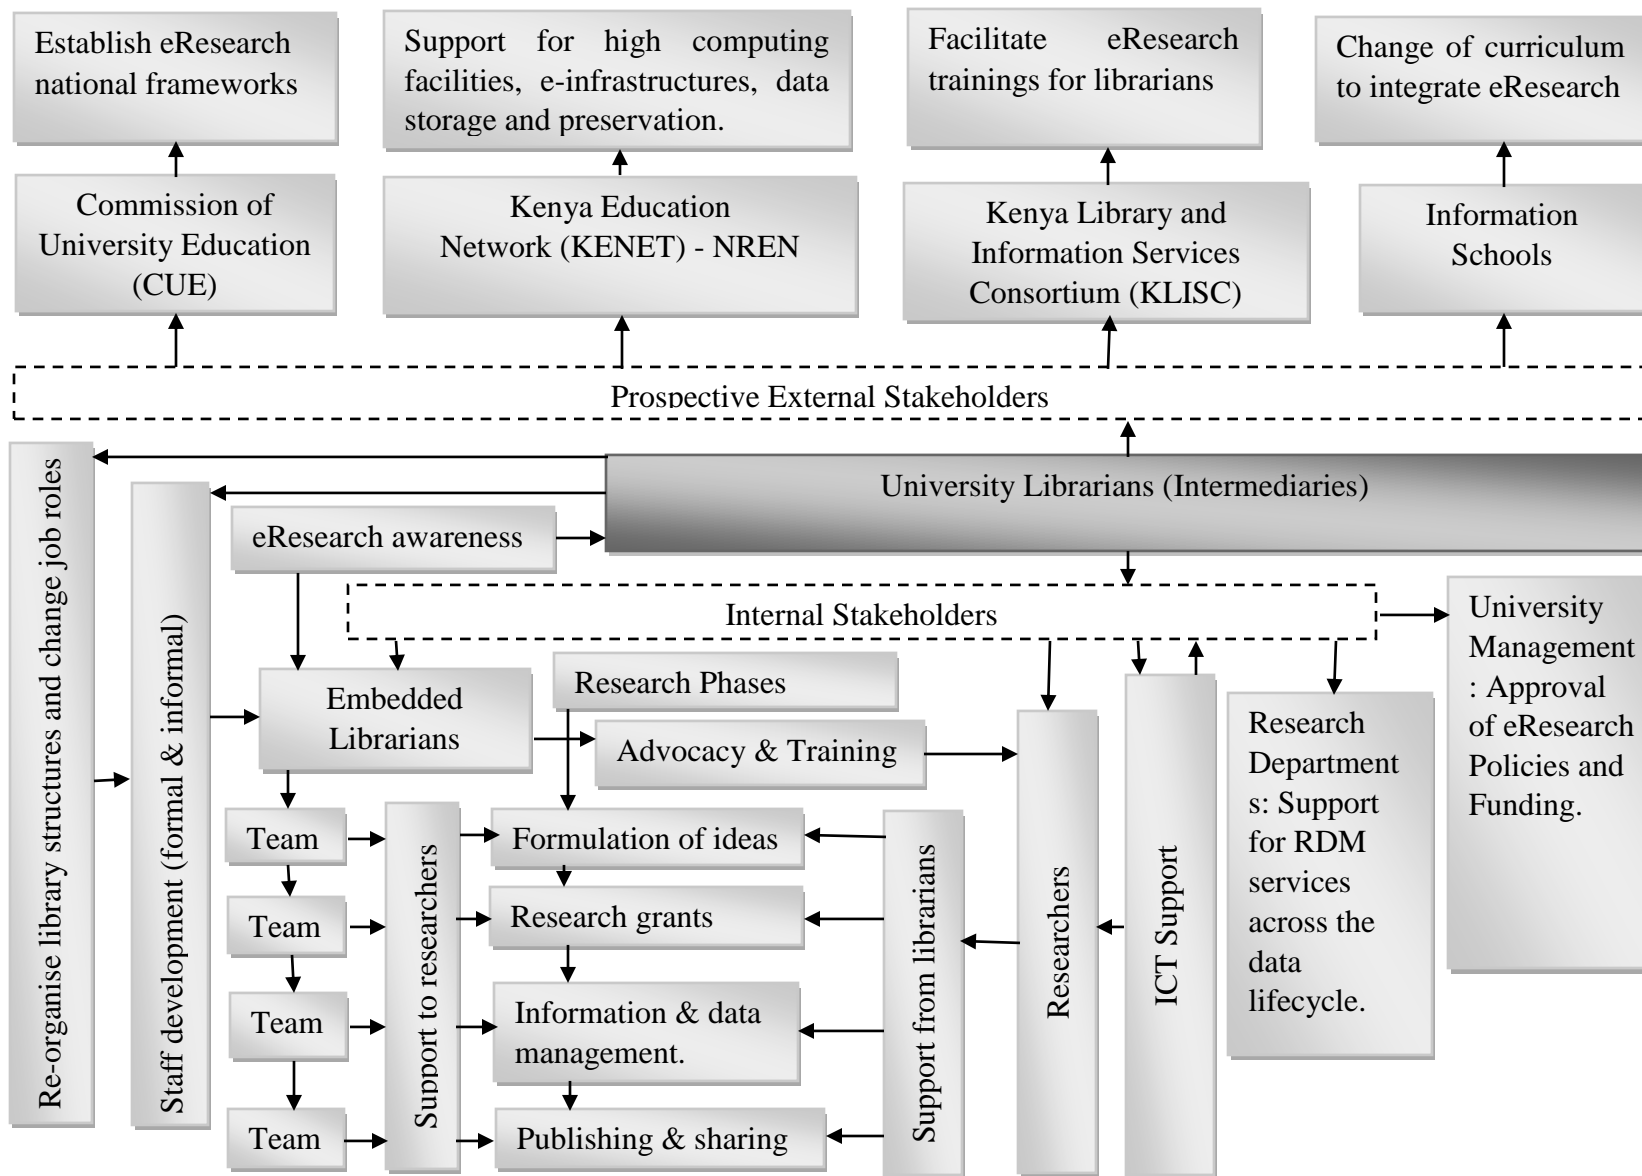 Establish eResearch
national frameworks
Support for high computing
facilities, e-infrastructures, data
storage and preservation.
Facilitate eResearch
trainings for librarians
Change of curriculum
to integrate eResearch
Commission of
University Education
(CUE)
Kenya Education
Network (KENET) - NREN
Kenya Library and
Information Services
Consortium (KLISC)
Information
Schools
Prospective External Stakeholders
Re-organise library structures and change job roles
Staff development (formal & informal)
University Librarians (Intermediaries)
eResearch awareness
Internal Stakeholders
University
Management
: Approval
of eResearch
Policies and
Funding.
Embedded
Librarians
Research Phases
Advocacy & Training
Research
Department
s: Support
for RDM
services
across the
data
lifecycle.
Team
Team
Team
Team
Support to researchers
Formulation of ideas
Research grants
Information & data
management.
Publishing & sharing
Support from librarians
Researchers
ICT Support